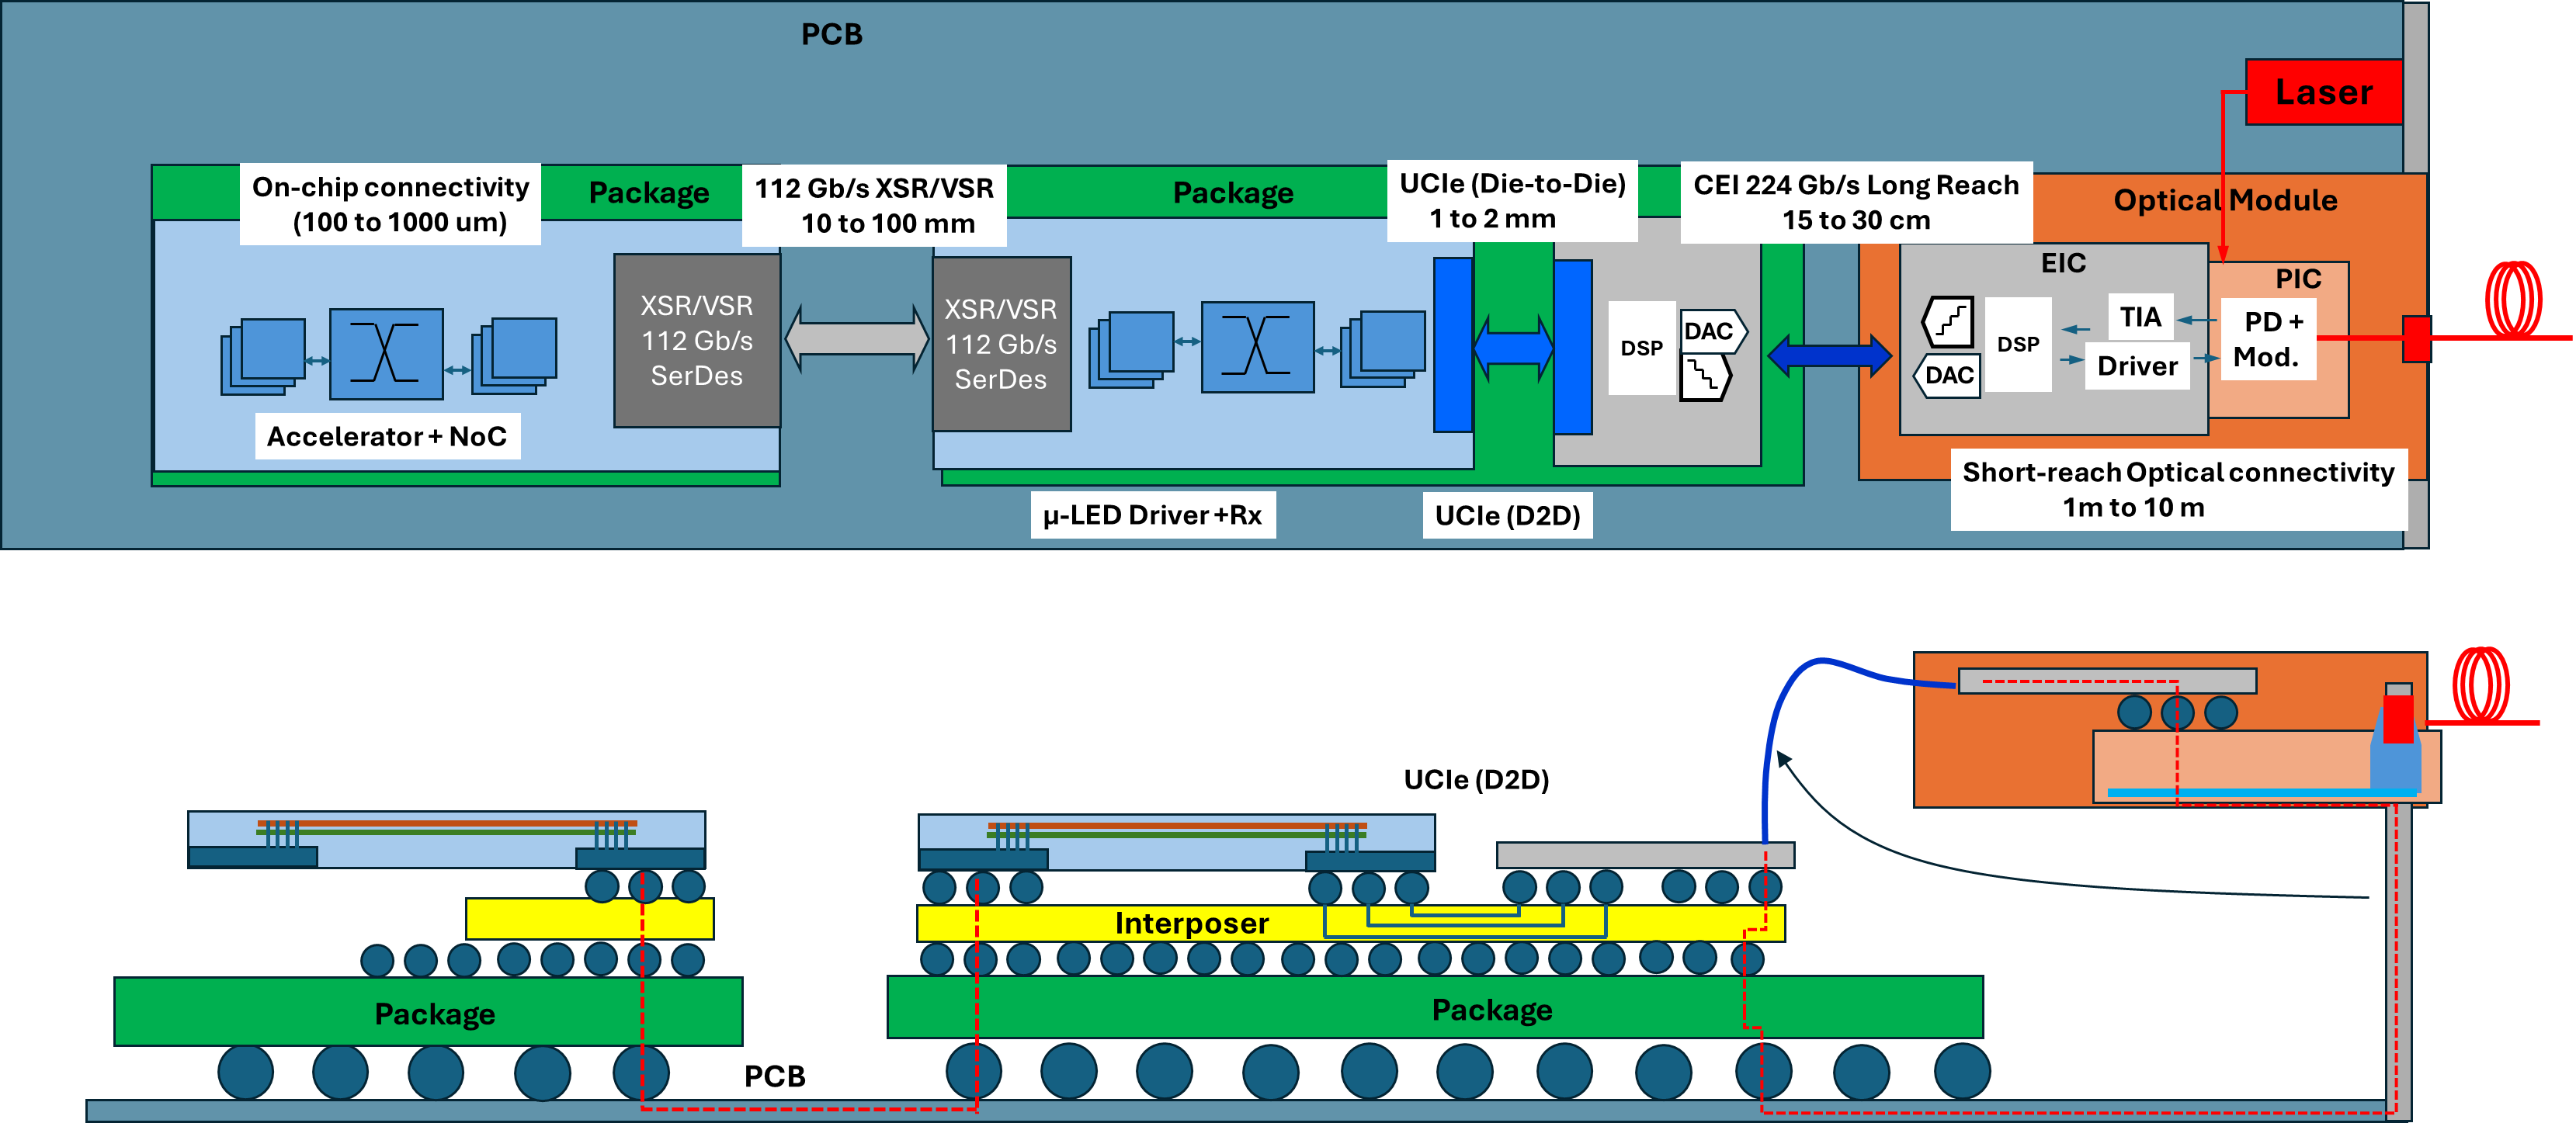 PCB
Laser
On-chip connectivity
(100 to 1000 um)
Package
112 Gb/s XSR/VSR
10 to 100 mm
Package
UCIe (Die-to-Die)
1 to 2 mm
CEI 224 Gb/s Long Reach
15 to 30 cm
Optical Module
XSR/VSR
112 Gb/s
SerDes
XSR/VSR
112 Gb/s
SerDes
DSP
DAC
EIC
DAC
DSP
TIA
Driver
PIC
PD +
Mod.
Accelerator + NoC
Short-reach Optical connectivity
1m to 10 m
µ-LED Driver +Rx
UCIe (D2D)
UCIe (D2D)
Interposer
Package
Package
PCB